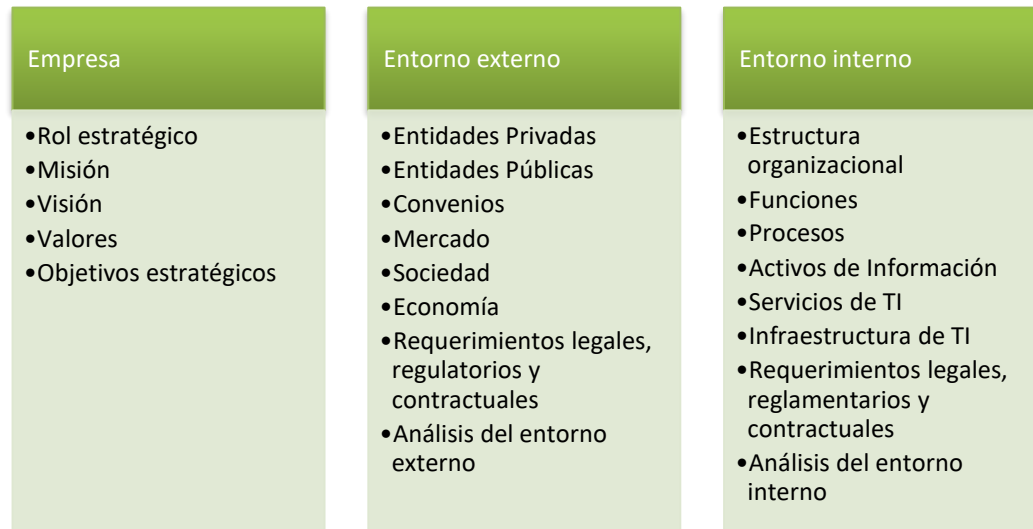 Empresa
•Rol estratégico
•Misión
•Visión
•Valores
•Objetivos estratégicos
Entorno externo
•Entidades Privadas
•Entidades Públicas
•Convenios
•Mercado
•Sociedad
•Economía
•Requerimientos legales,
regulatorios y
contractuales
•Análisis del entorno
externo
Entorno interno
•Estructura
organizacional
•Funciones
•Procesos
•Activos de Información
•Servicios de TI
•Infraestructura de TI
•Requerimientos legales,
reglamentarios y
contractuales
•Análisis del entorno
interno